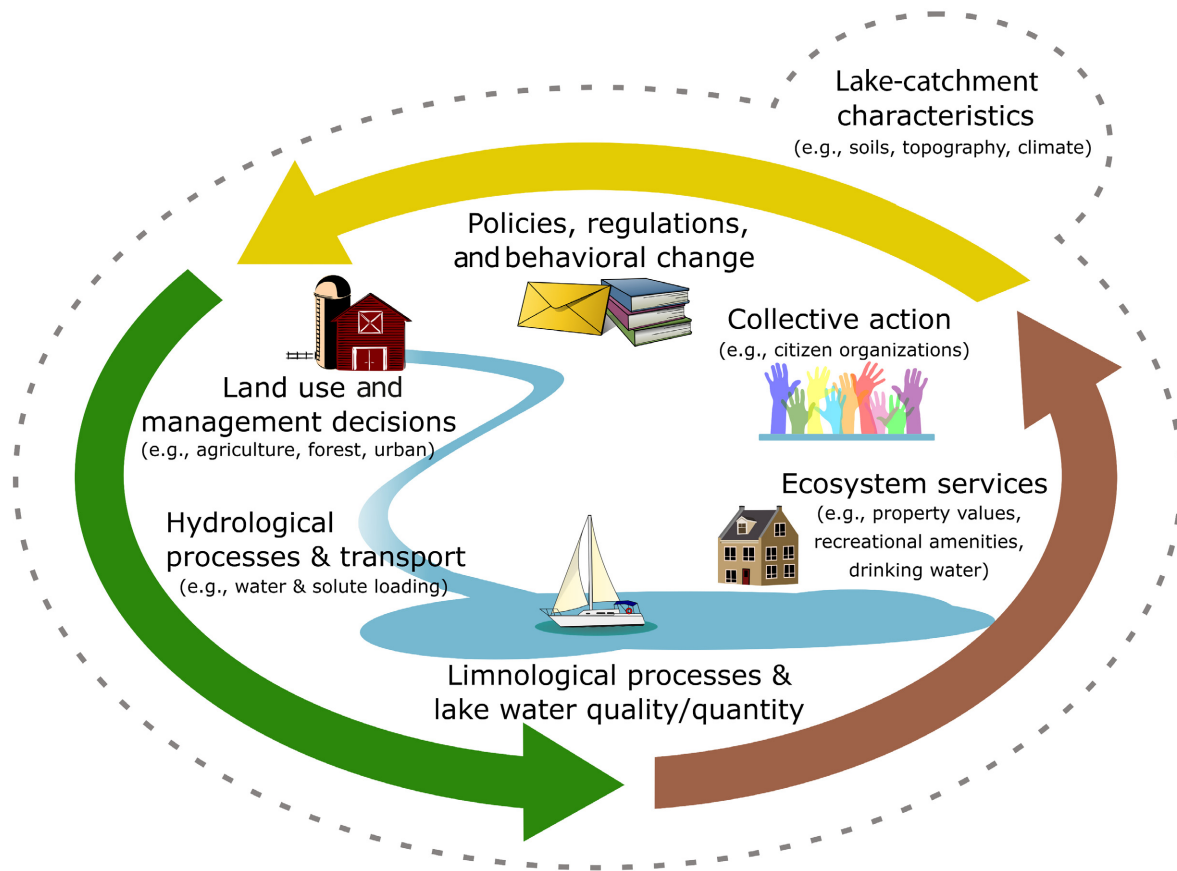 Lake-catchment
characteristics
(e.g., soils, topography, climate)
Policies, regulations,
and behavioral change
Collective action
(e.g., citizen organizations)
Land use and
management decisions
(e.g., agriculture, forest, urban)
Ecosystem services
(e.g., property values,
recreational amenities,
drinking water)
Hydrological
processes & transport
(e.g., water & solute loading)
Limnological processes &
lake water quality/quantity